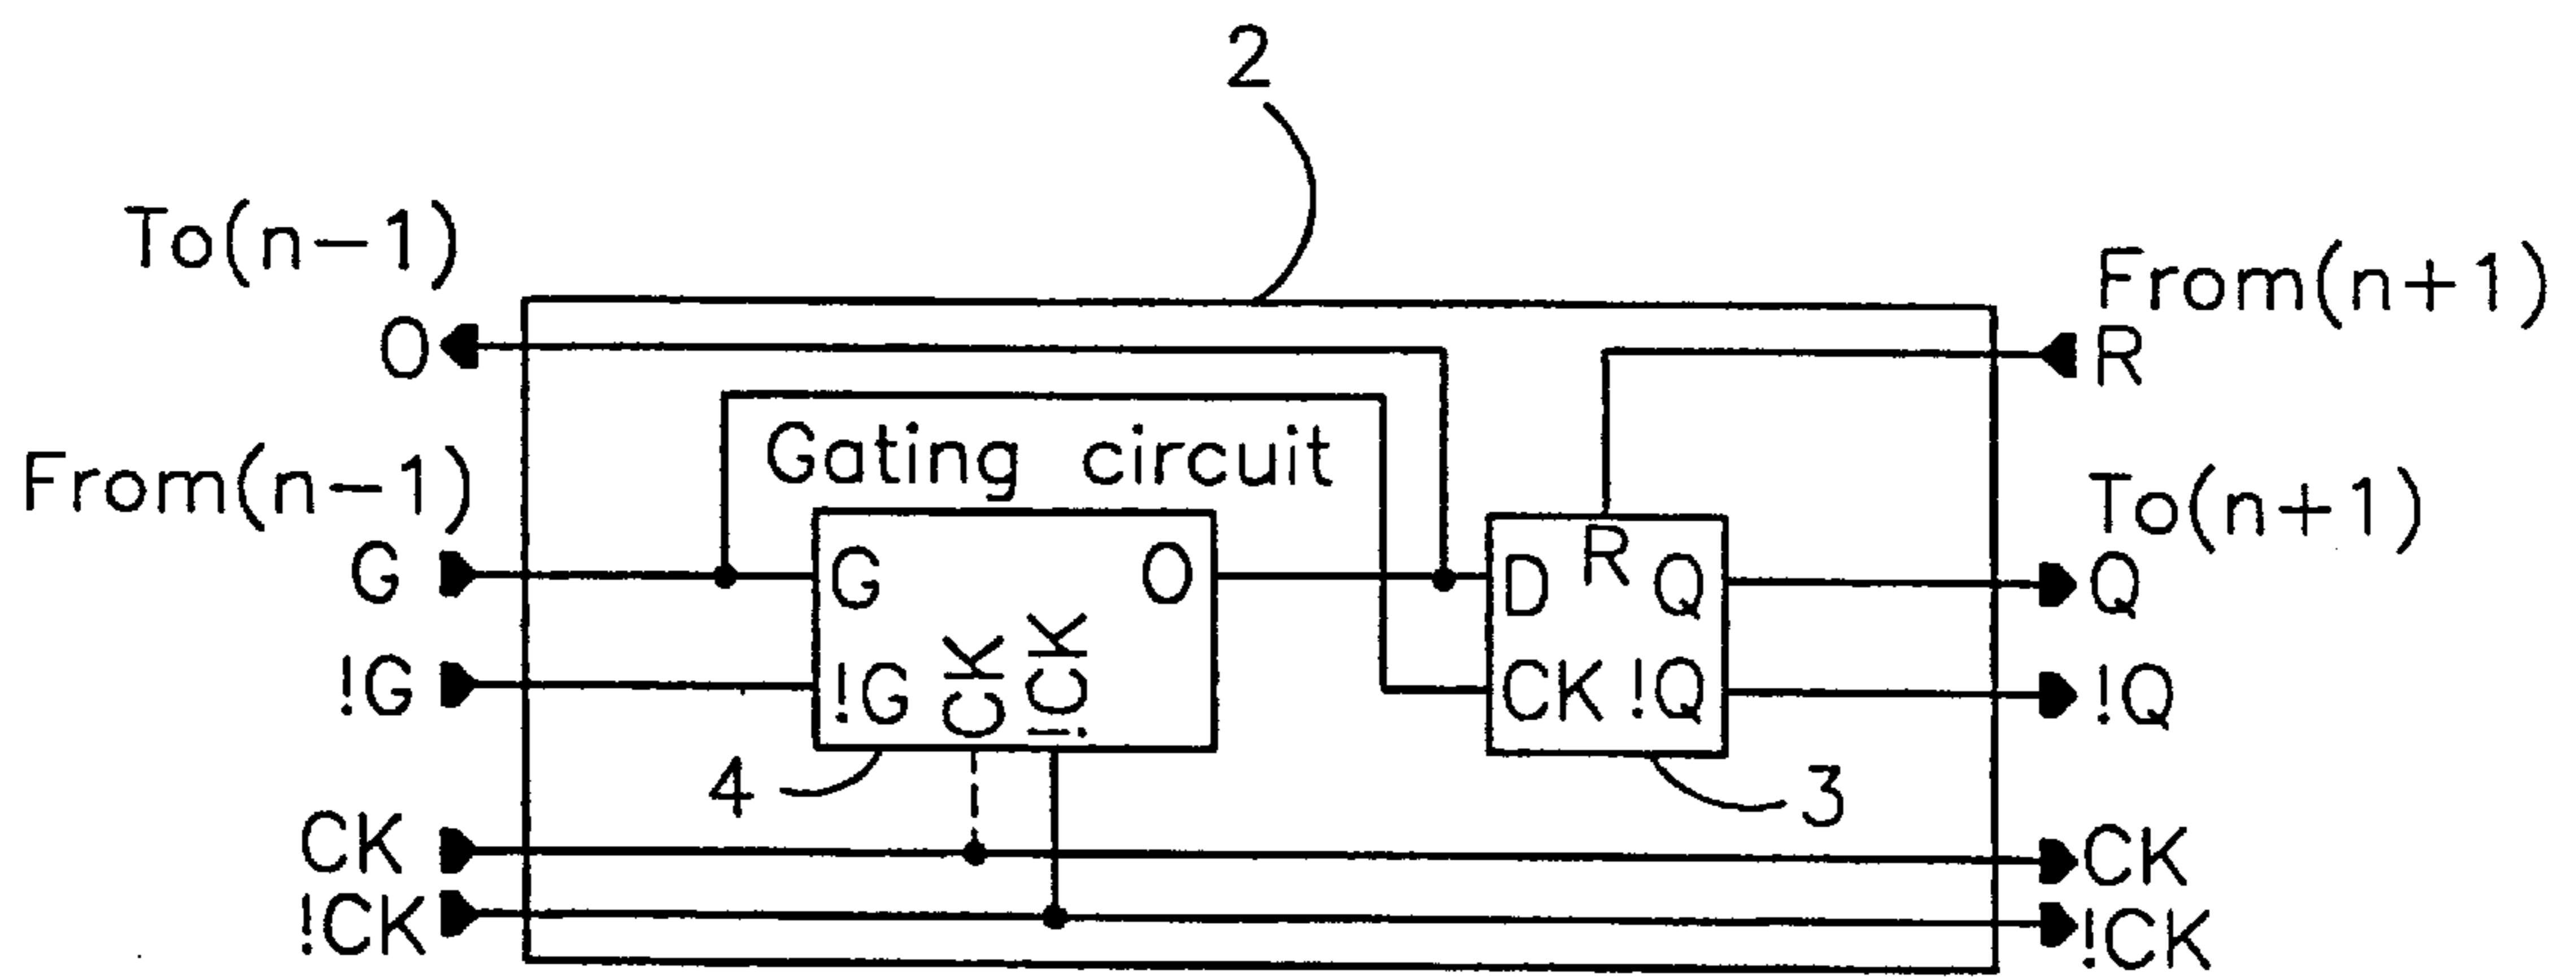 2
To(n-1)
O
From(n+1)
R
Gating circuit
From(n-1)
G
!G
G
!G
O
CK
!CK
D
R
Q
CK
!Q
To(n+1)
Q
!Q
4
3
CK
!CK
CK
!CK